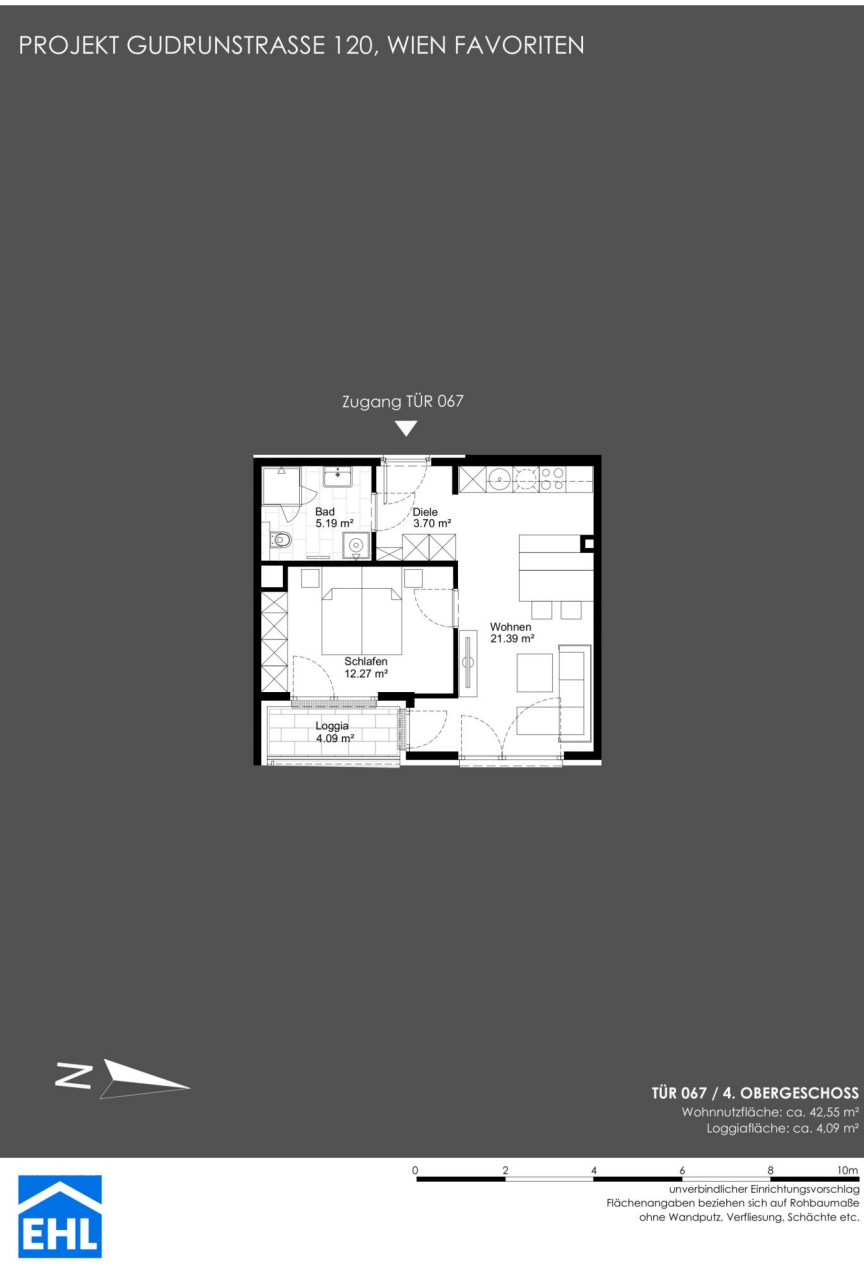 PROJEKT GUDRUNSTRASSE 120, WIEN FAVORITEN
Zugang TÜR 067
Bad
5.19 m²
Diele
3.70 m²
Wohnen
21.39 m²
Schlafen
12.27 m²
Loggia
4.09 m²
N
TÜR 067 / 4. OBERGESCHOSS
Wohnnutzfläche: ca. 42,55 m²
Loggiafläche: ca. 4,09 m²
0 2 4 6 8 10m
unverbindlicher Einrichtungsvorschlag
Flächenangaben beziehen sich auf Rohbaumaße
ohne Wandputz, Verfliesung, Schächte etc.
EHL